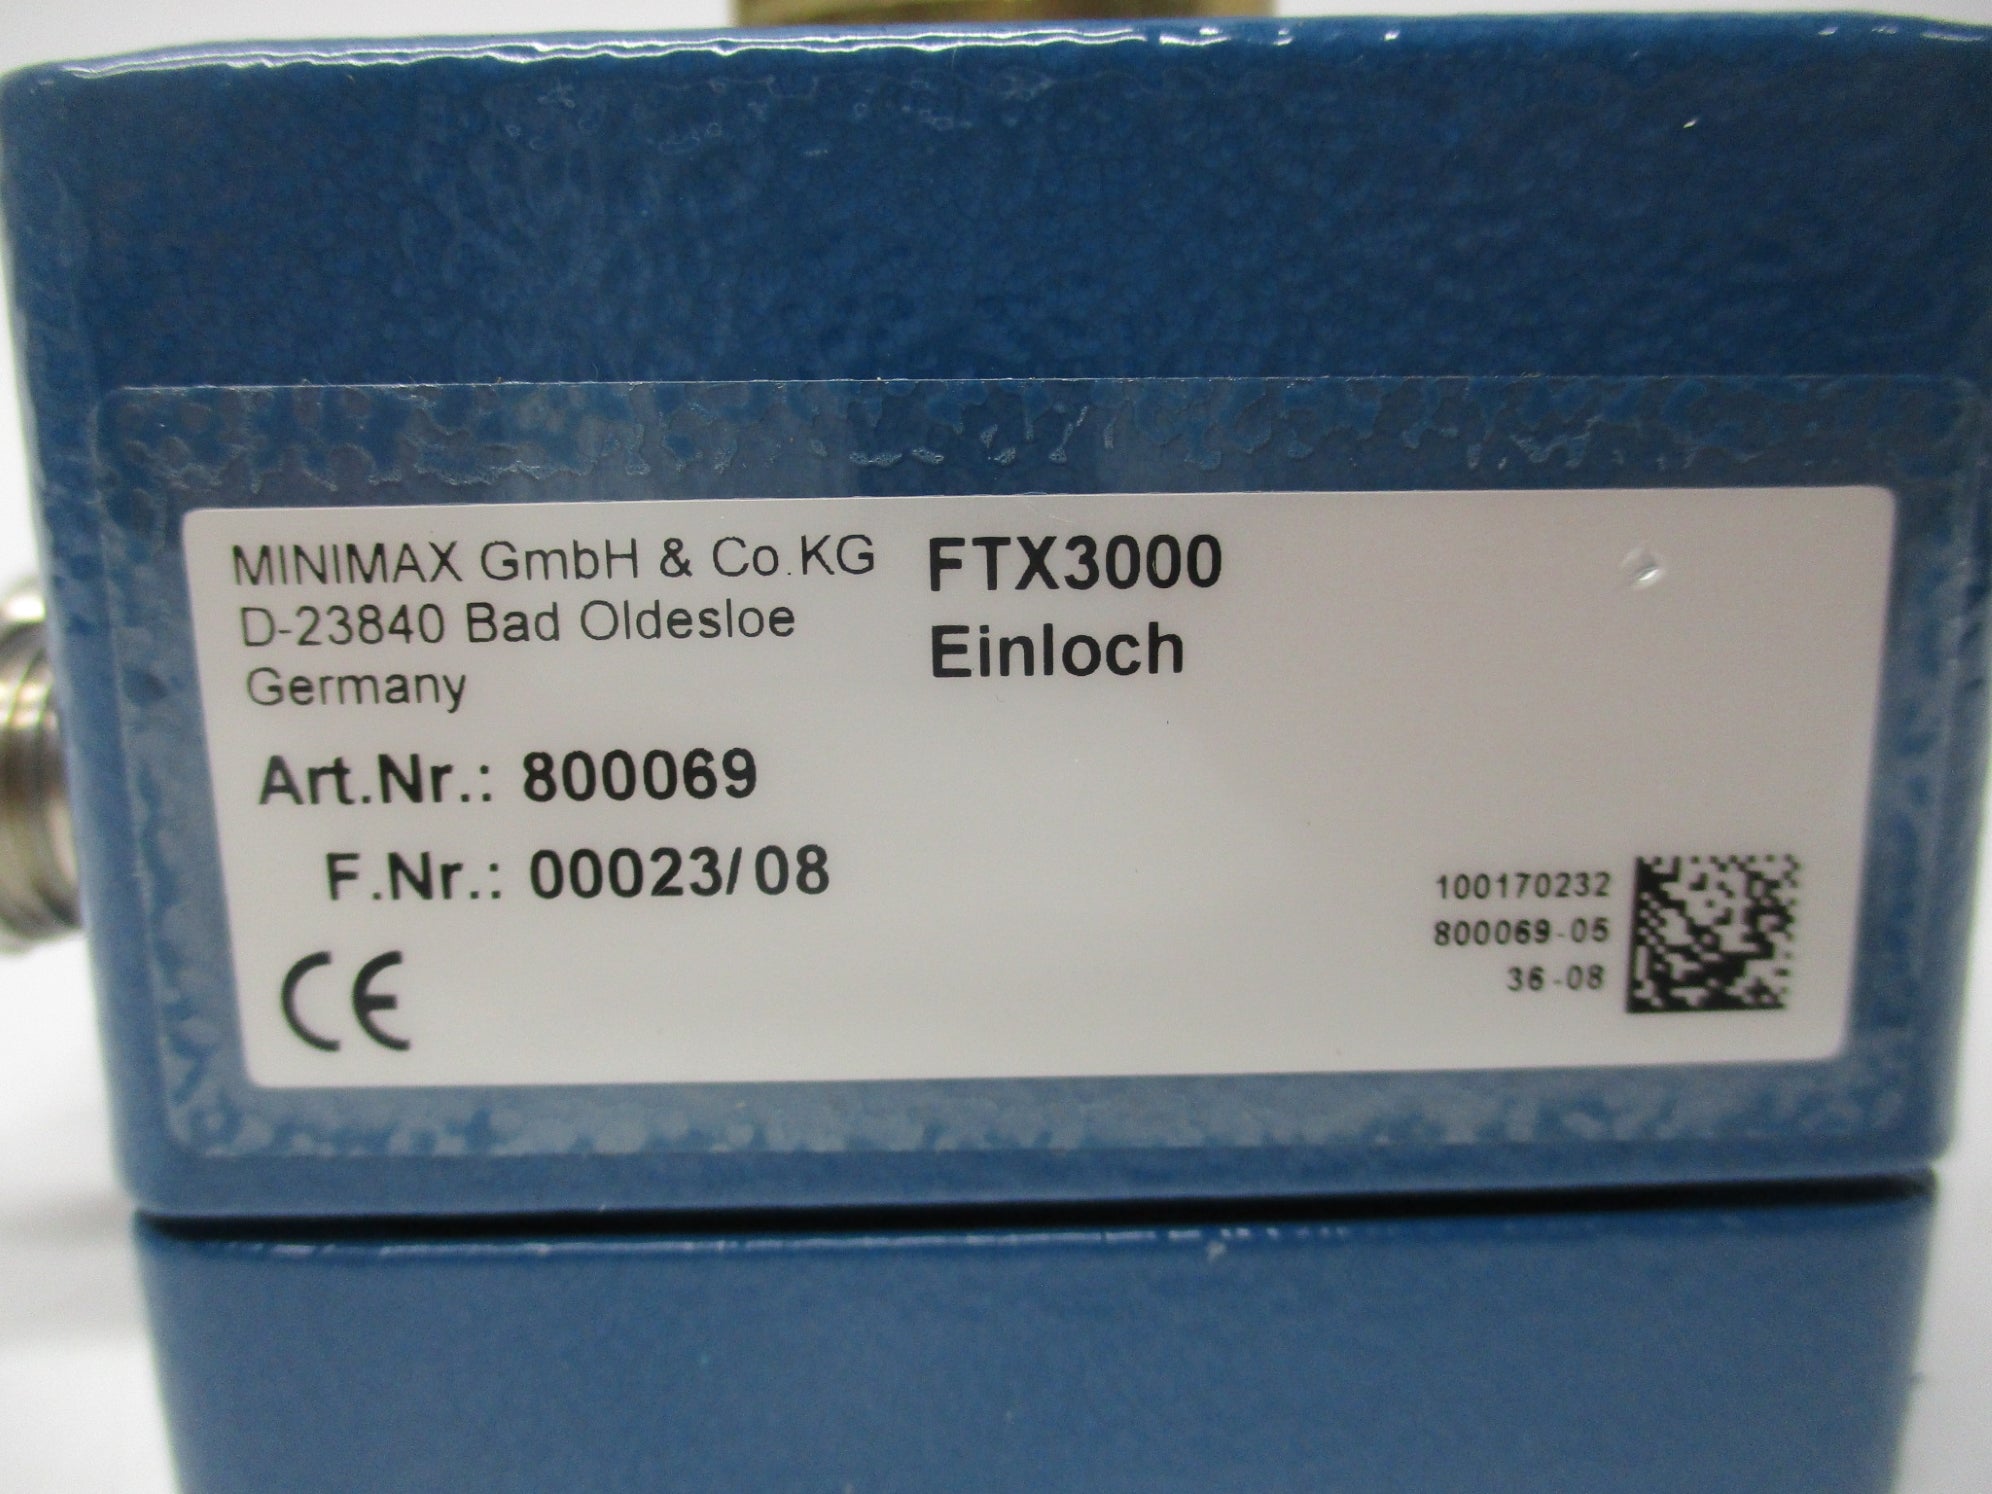 MINIMAX GmbH & Co.KG
D-23840 Bad Oldesloe
Germany
FTX3000
Einloch
Art.Nr.: 800069
F.Nr.: 00023/08
CE
100170232
800069-05
36-08